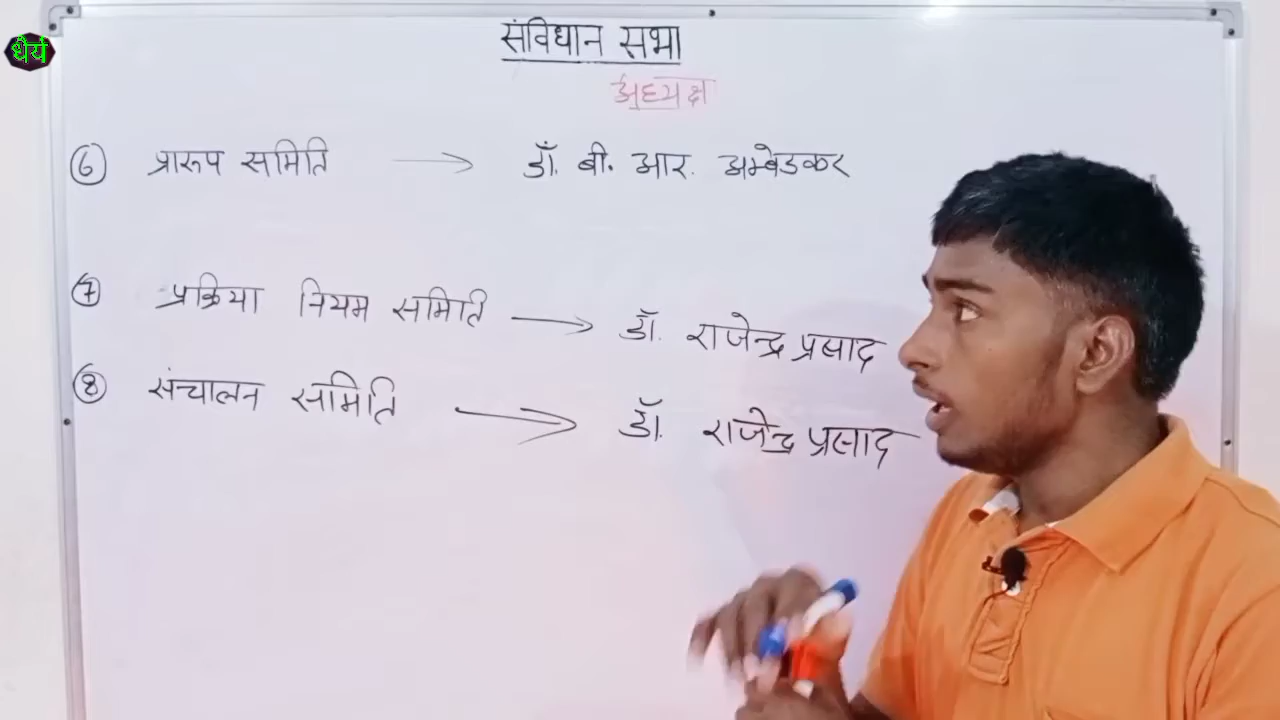 धैर्य
संविधान सभा
अध्यक्ष
⑥ प्रारूप समिति → डॉ. बी. आर. अम्बेडकर
⑦ प्रक्रिया नियम समिति → डॉ. राजेन्द्र प्रसाद
⑧ संचालन समिति → डॉ. राजेन्द्र प्रसाद